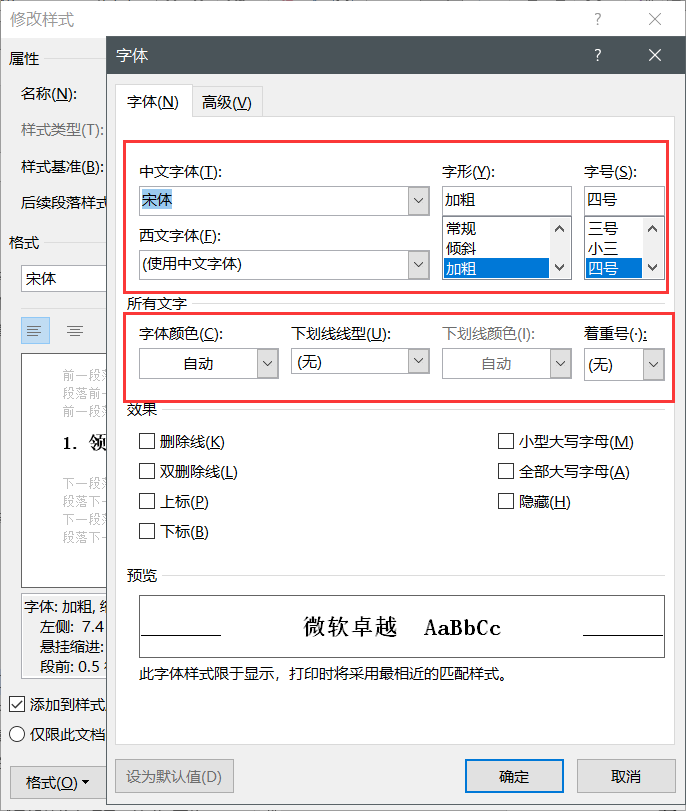 修改样式
字体
属性
字体(N)
高级(V)
名称(N):
样式类型(T):
样式基准(B):
后续段落样式
格式
宋体
中文字体(T):
字形(Y):
字号(S):
宋体
加粗
四号
常规
三号
西文字体(F):
倾斜
小三
(使用中文字体)
加粗
四号
所有文字
字体颜色(C):
下划线线型(U):
下划线颜色(I):
着重号(·):
自动
(无)
自动
(无)
前一段落
段落前一
前一段落
1. 领
下一段落
段落下一
下一段落
段落下一
效果
删除线(K)
小型大写字母(M)
双删除线(L)
全部大写字母(A)
上标(P)
隐藏(H)
下标(B)
预览
微软卓越 AaBbCc
此字体样式限于显示，打印时将采用最相近的匹配样式。
字体: 加粗,
左侧: 7.4
悬挂缩进:
段前: 0.5
添加到样式
仅限此文档
格式(O)
设为默认值(D)
确定
取消